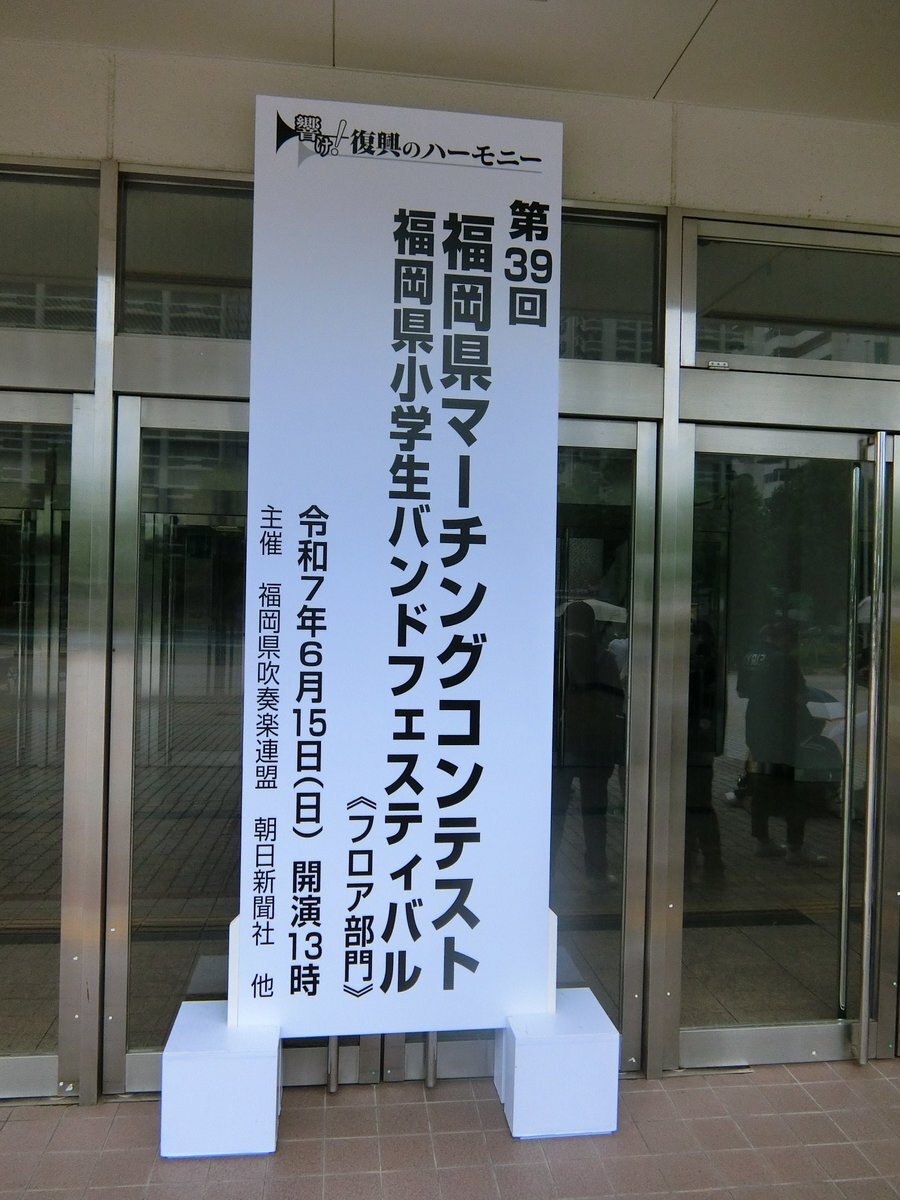 響け!復興のハーモニー
第39回
福岡県マーチングコンテスト
福岡県小学生バンドフェスティバル
《フロア部門》
令和7年6月15日(日) 開演13時
主催 福岡県吹奏楽連盟 朝日新聞社 他